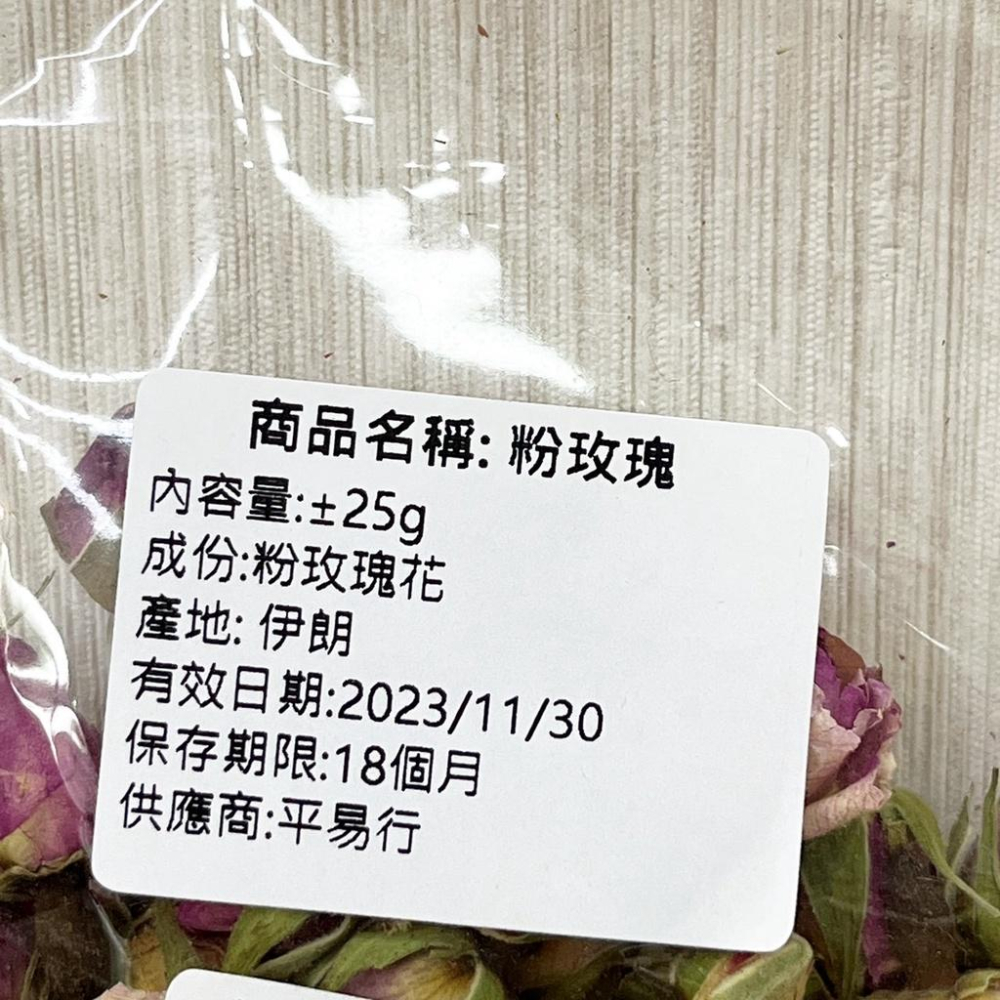 商品名稱: 粉玫瑰
內容量:±25g
成份:粉玫瑰花
產地: 伊朗
有效日期:2023/11/30
保存期限:18個月
供應商:平易行